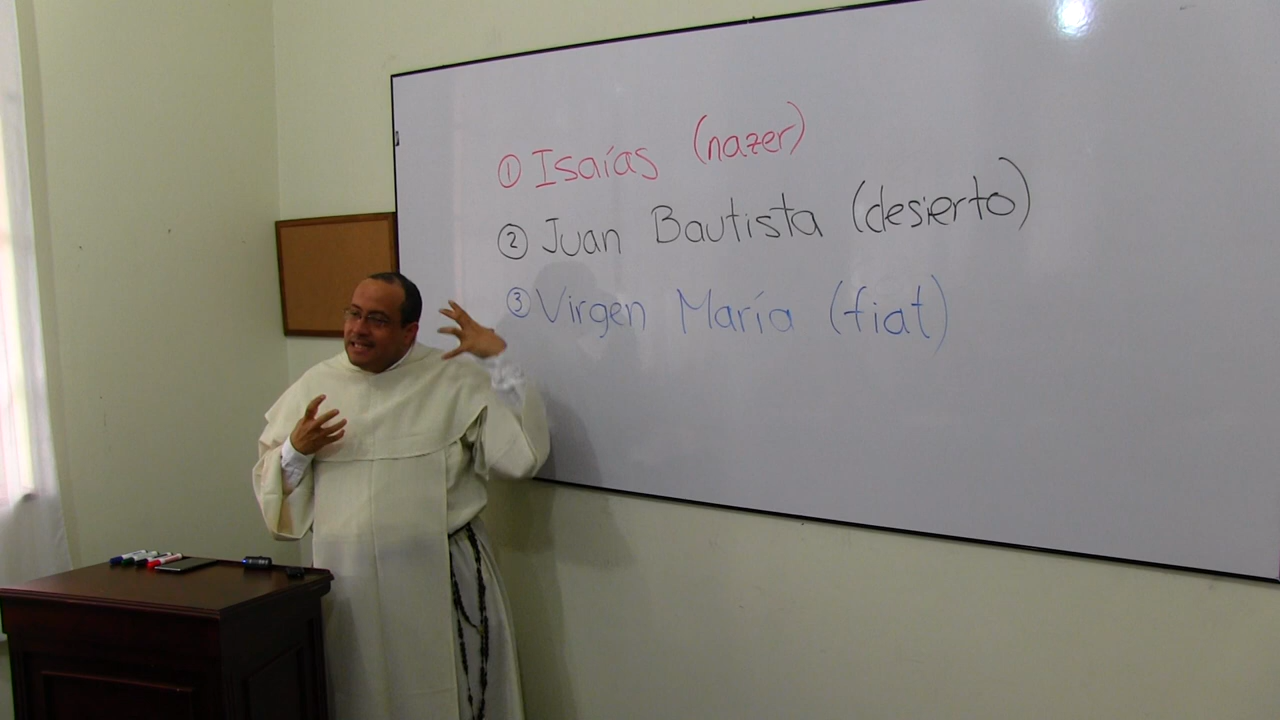 ① Isaías (nazer)
② Juan Bautista (desierto)
③ Virgen María (fiat)